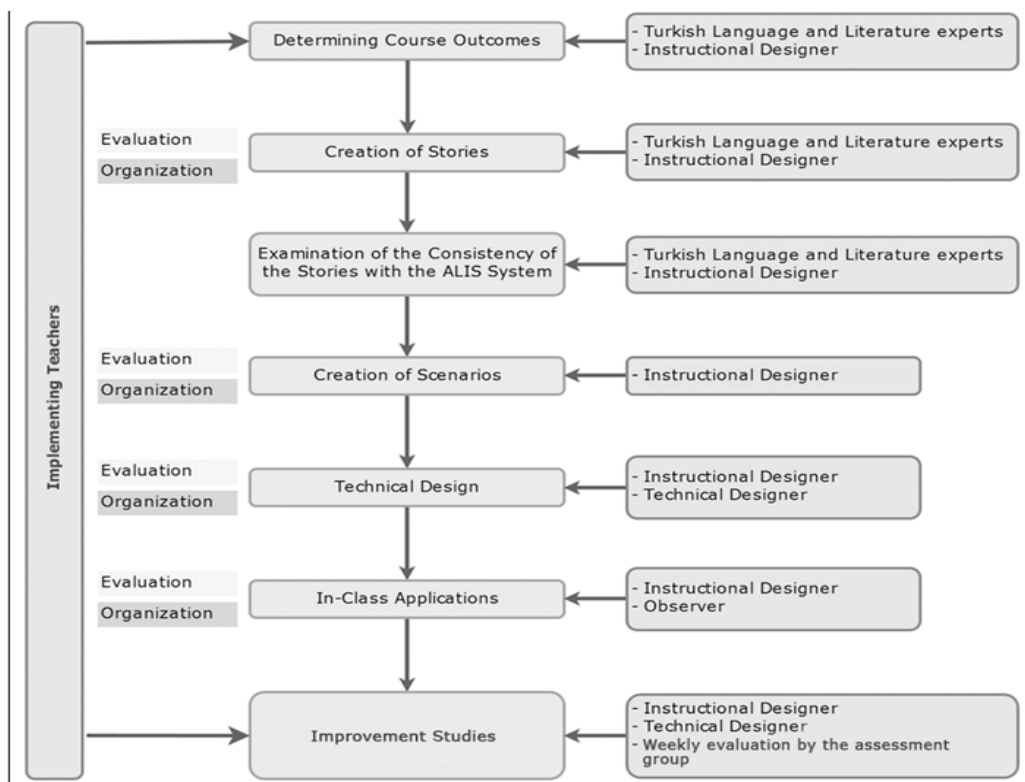 Implementing Teachers
Determining Course Outcomes
- Turkish Language and Literature experts
- Instructional Designer
Evaluation
Organization
Creation of Stories
- Turkish Language and Literature experts
- Instructional Designer
Examination of the Consistency of
the Stories with the ALIS System
- Turkish Language and Literature experts
- Instructional Designer
Evaluation
Organization
Creation of Scenarios
- Instructional Designer
Evaluation
Organization
Technical Design
- Instructional Designer
- Technical Designer
Evaluation
Organization
In-Class Applications
- Instructional Designer
- Observer
Improvement Studies
- Instructional Designer
- Technical Designer
- Weekly evaluation by the assessment
group